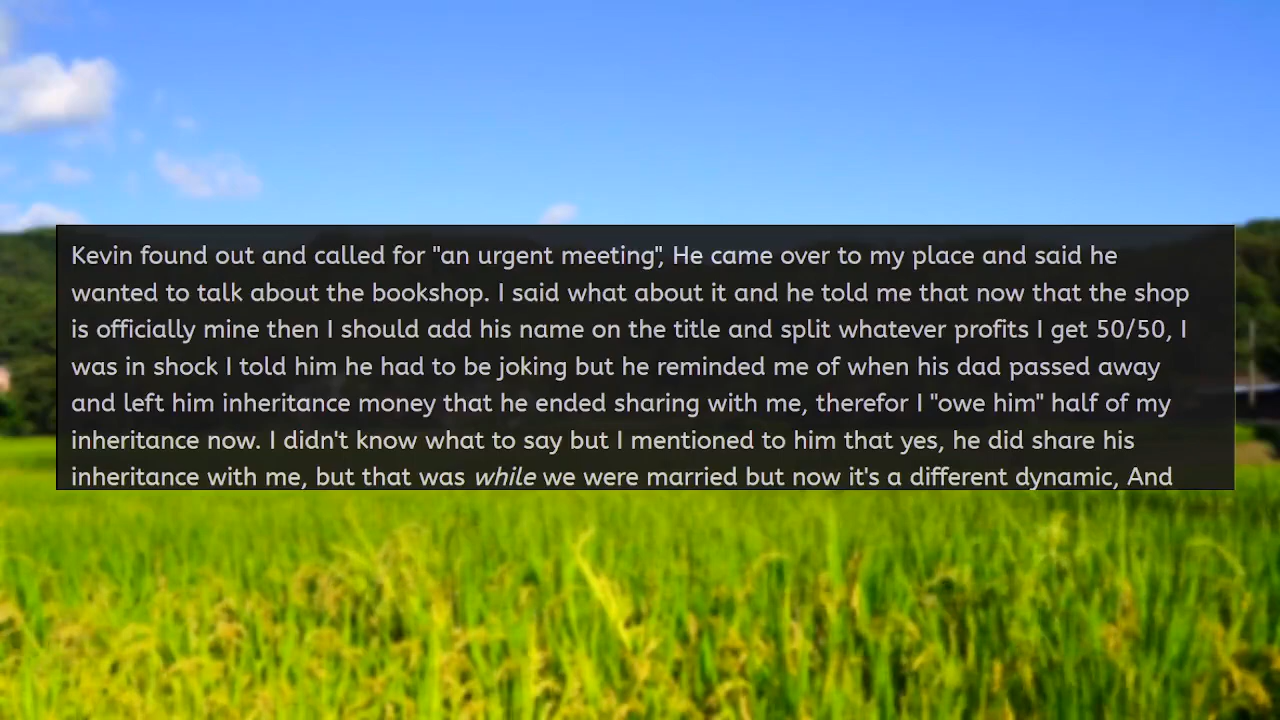 Kevin found out and called for "an urgent meeting", He came over to my place and said he
wanted to talk about the bookshop. I said what about it and he told me that now that the shop
is officially mine then I should add his name on the title and split whatever profits I get 50/50, I
was in shock I told him he had to be joking but he reminded me of when his dad passed away
and left him inheritance money that he ended sharing with me, therefor I "owe him" half of my
inheritance now. I didn't know what to say but I mentioned to him that yes, he did share his
inheritance with me, but that was while we were married but now it's a different dynamic, And